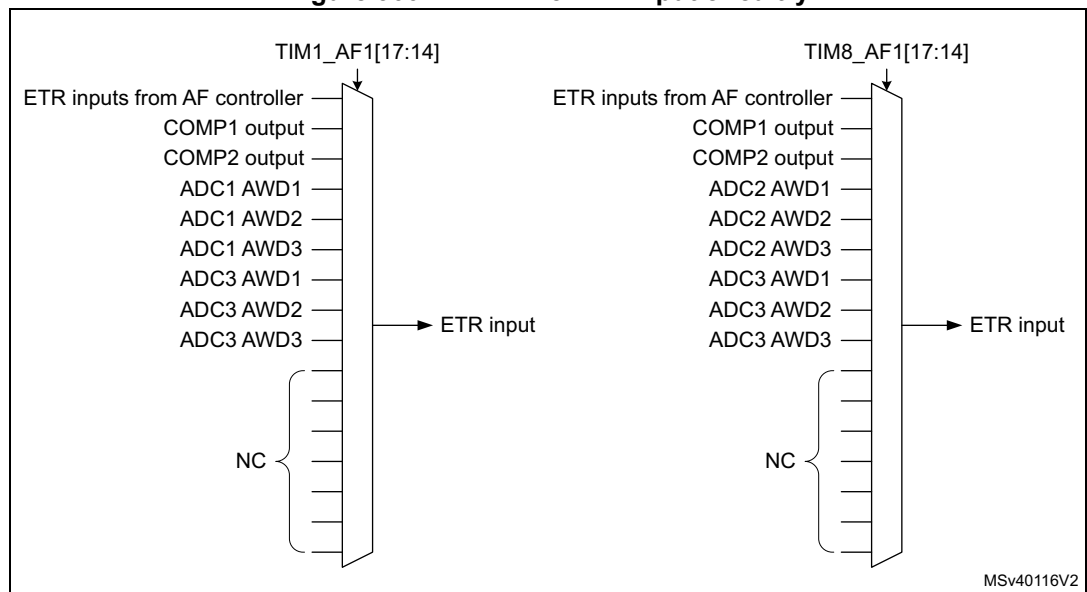 TIM1_AF1[17:14]
ETR inputs from AF controller
COMP1 output
COMP2 output
ADC1 AWD1
ADC1 AWD2
ADC1 AWD3
ADC3 AWD1
ADC3 AWD2
ADC3 AWD3
NC
ETR input
TIM8_AF1[17:14]
ETR inputs from AF controller
COMP1 output
COMP2 output
ADC2 AWD1
ADC2 AWD2
ADC2 AWD3
ADC3 AWD1
ADC3 AWD2
ADC3 AWD3
NC
ETR input
MSv40116V2